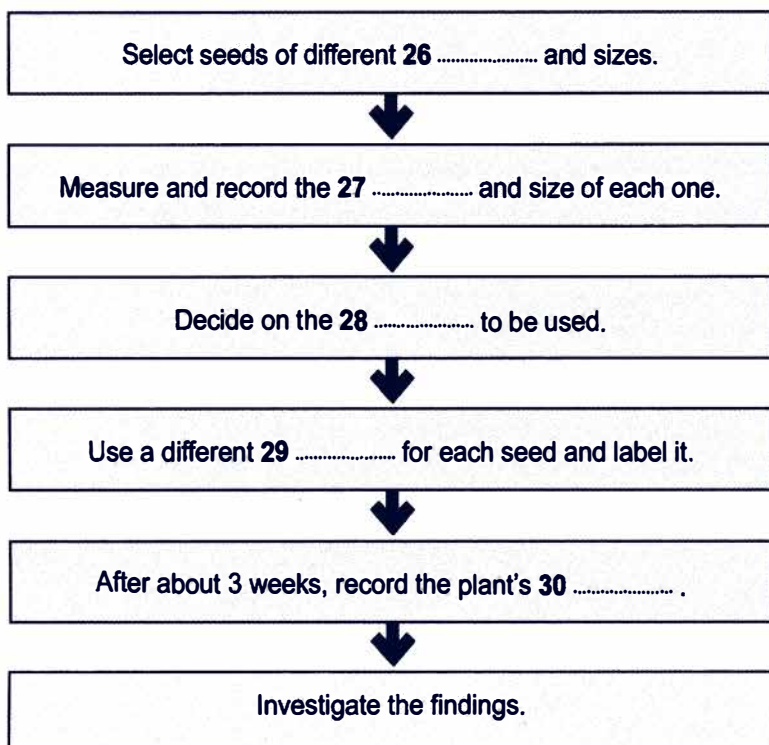 Select seeds of different 26 ........................ and sizes.
Measure and record the 27 ........................ and size of each one.
Decide on the 28 ........................ to be used.
Use a different 29 ........................ for each seed and label it.
After about 3 weeks, record the plant's 30 ........................ .
Investigate the findings.